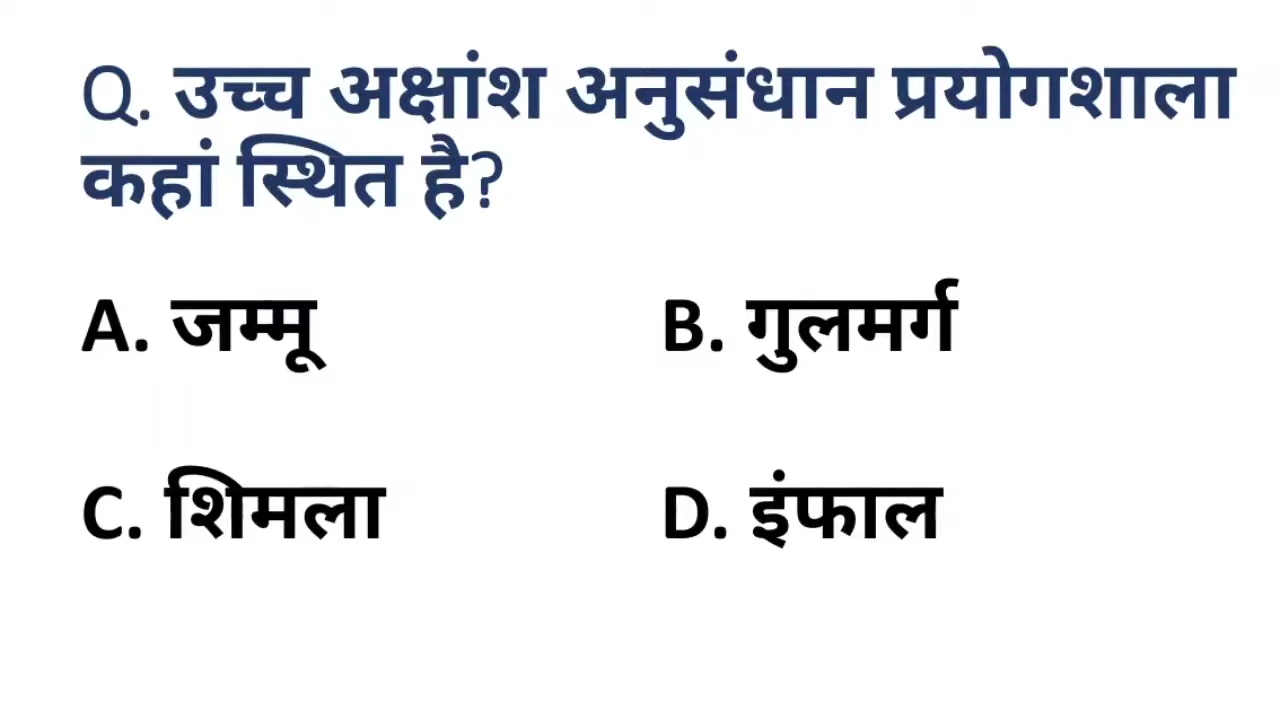 Q. उच्च अक्षांश अनुसंधान प्रयोगशाला
कहां स्थित है?
A. जम्मू B. गुलमर्ग
C. शिमला D. इंफाल